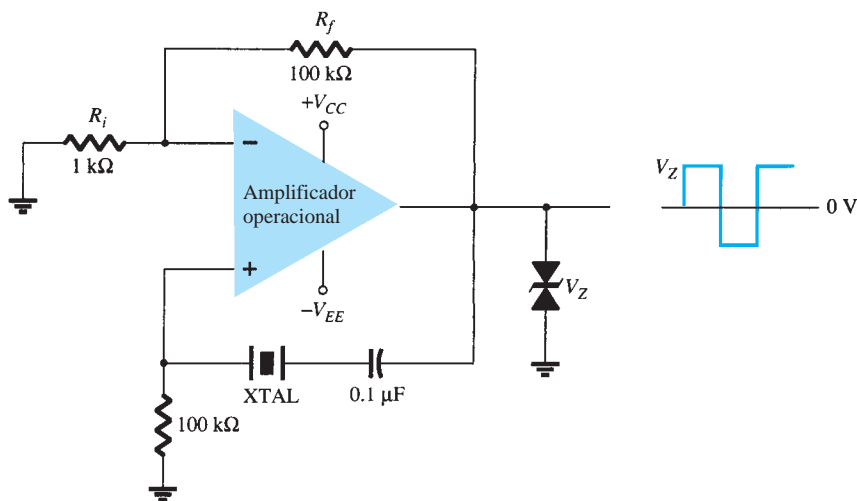 R_f
100 kΩ
+V_CC
R_i
1 kΩ
−
Amplificador
operacional
+
−V_EE
V_Z
0 V
V_Z
XTAL
0.1 μF
100 kΩ